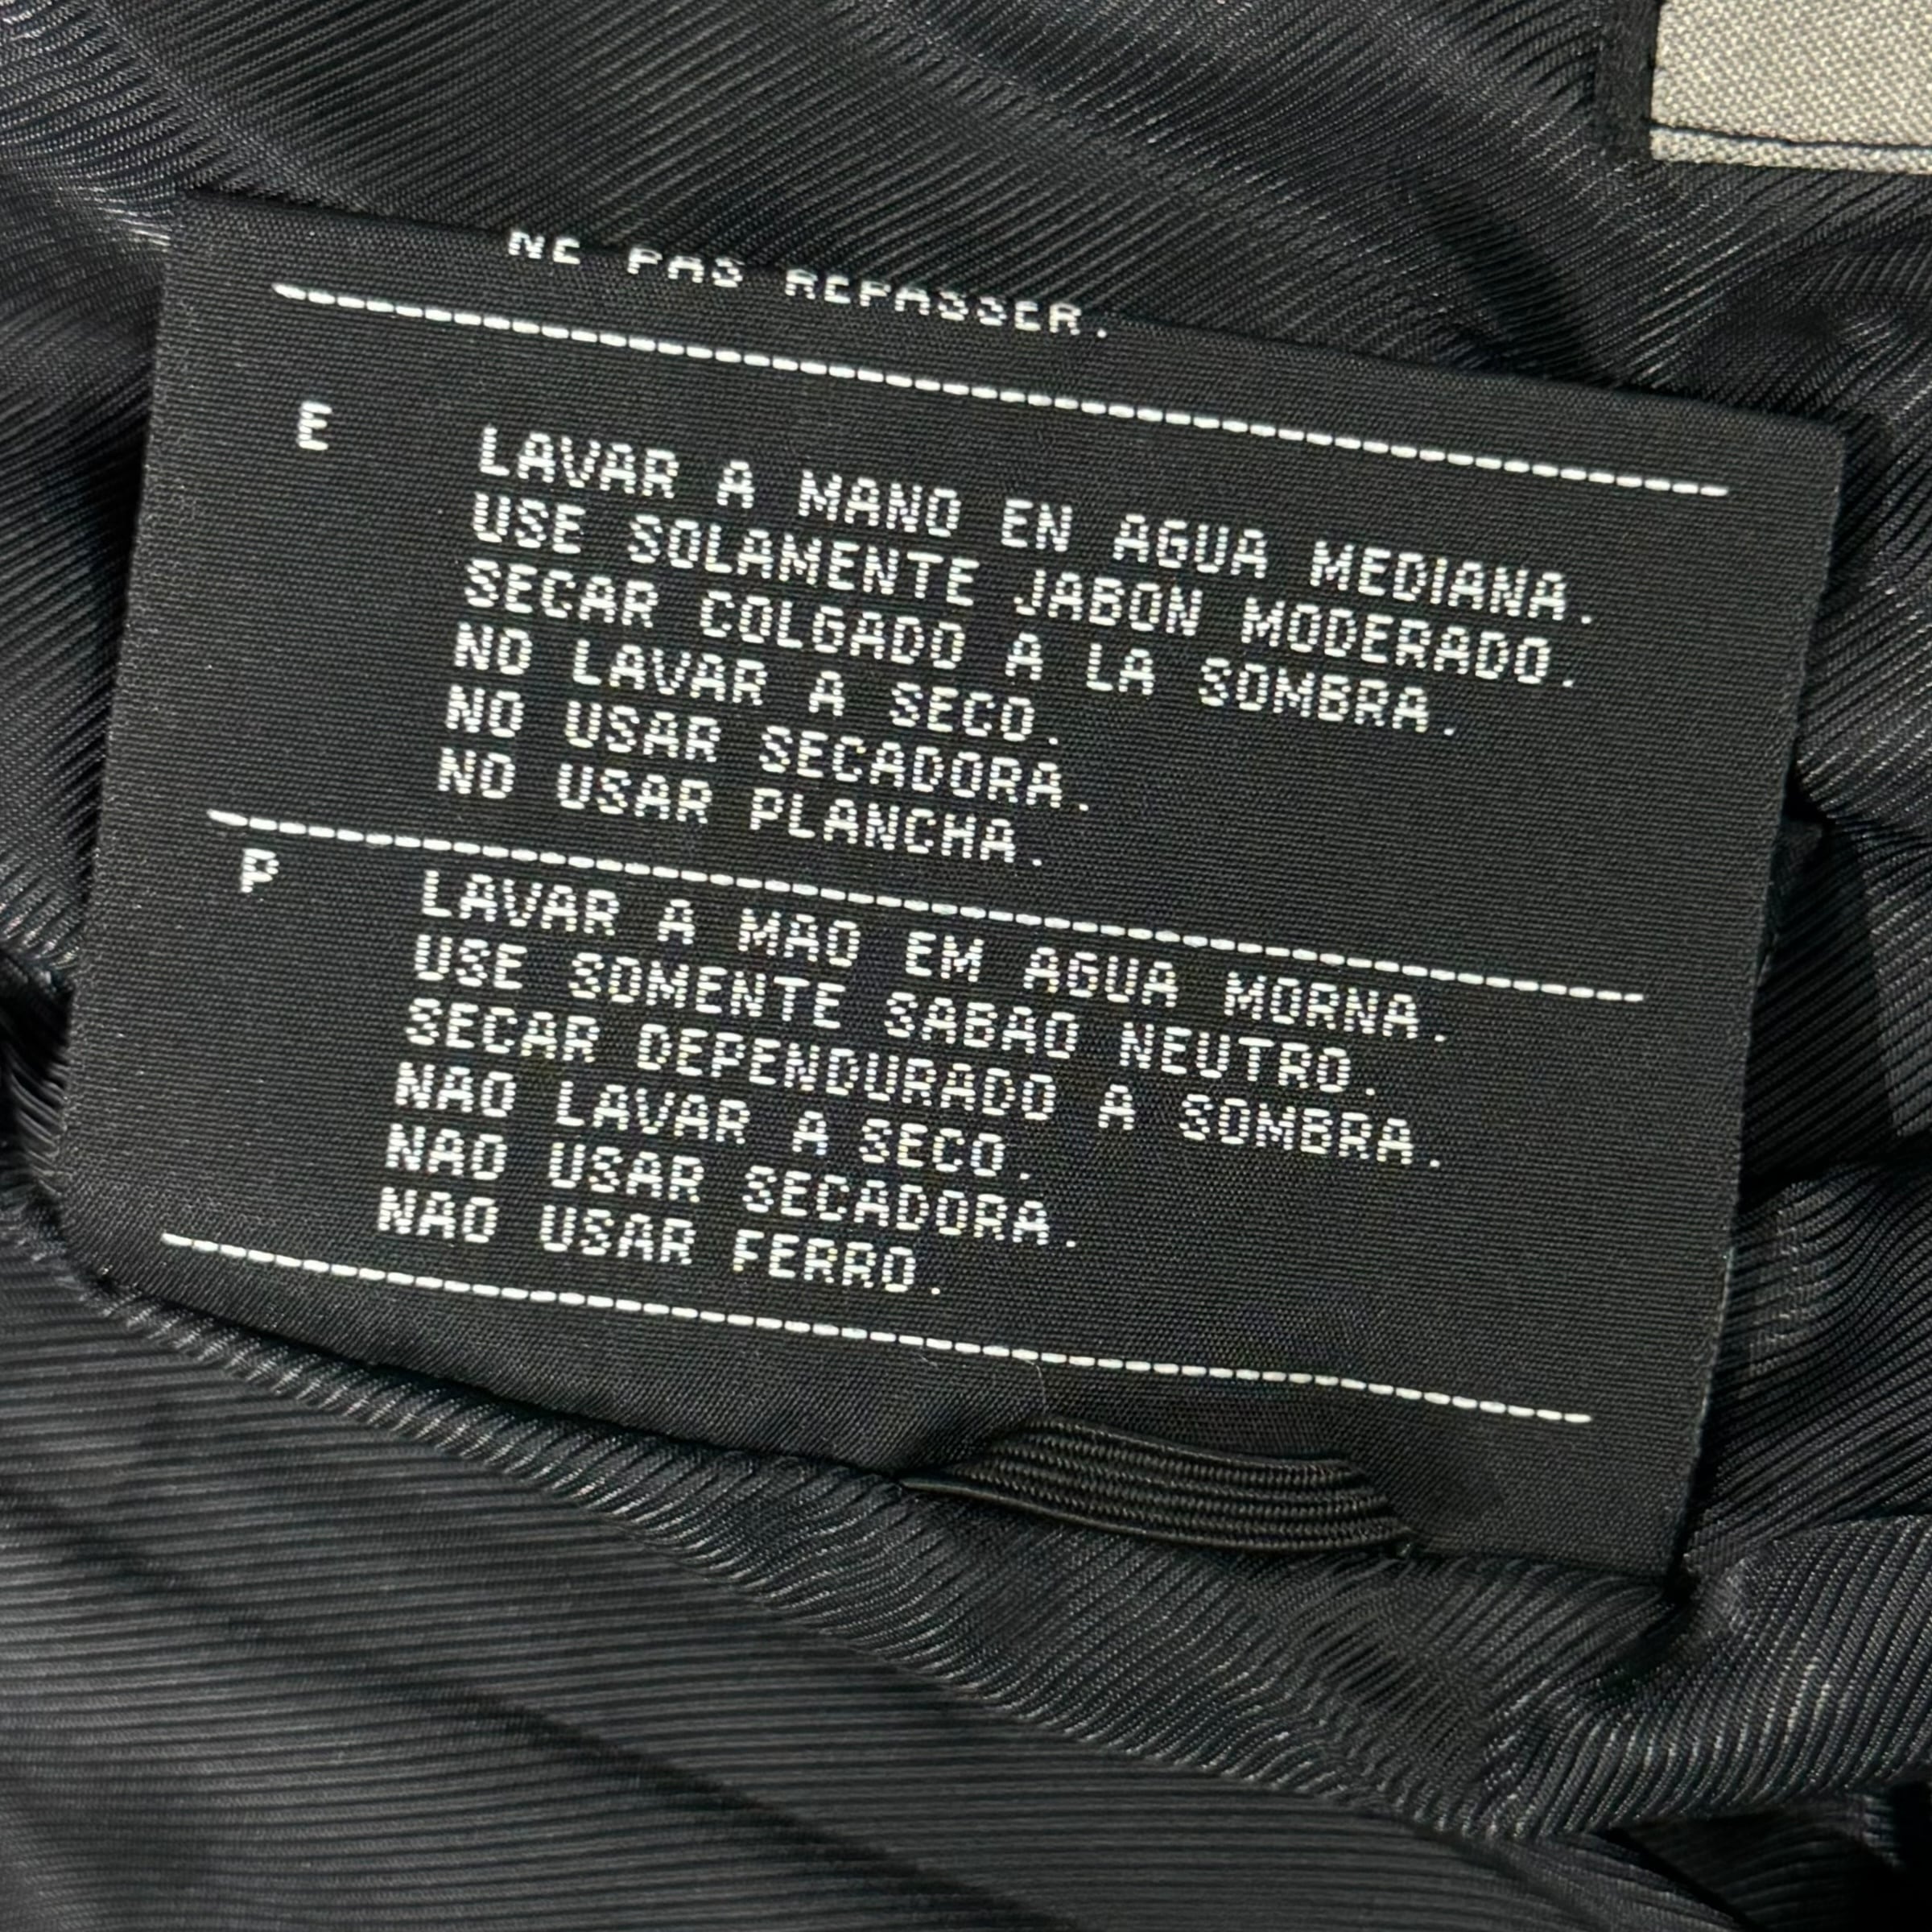 NE PAS REPASSER.
E LAVAR A MANO EN AGUA MEDIANA.
USE SOLAMENTE JABON MODERADO.
SECAR COLGADO A LA SOMBRA.
NO LAVAR A SECO.
NO USAR SECADORA.
NO USAR PLANCHA.
P LAVAR A MAO EM AGUA MORNA.
USE SOMENTE SABAO NEUTRO.
SECAR DEPENDURADO A SOMBRA.
NAO LAVAR A SECO.
NAO USAR SECADORA.
NAO USAR FERRO.